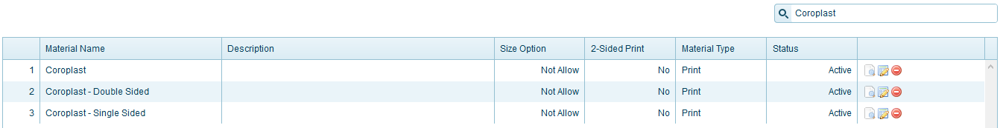 Coroplast
Material Name Description Size Option 2-Sided Print Material Type Status
1 Coroplast Not Allow No Print Active
2 Coroplast - Double Sided Not Allow No Print Active
3 Coroplast - Single Sided Not Allow No Print Active